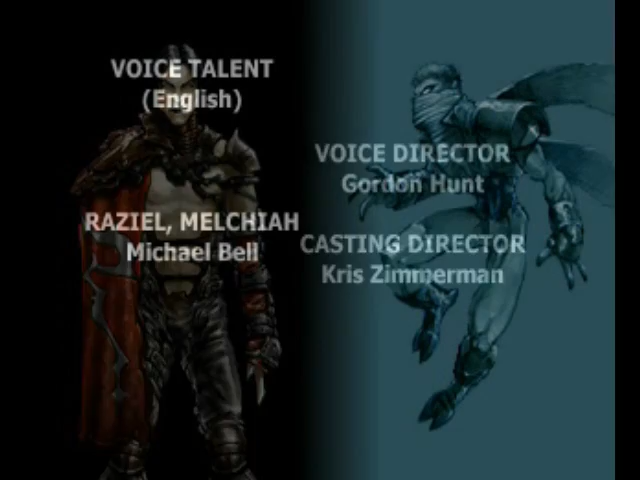 VOICE TALENT
(English)
RAZIEL, MELCHIAH
Michael Bell
VOICE DIRECTOR
Gordon Hunt
CASTING DIRECTOR
Kris Zimmerman